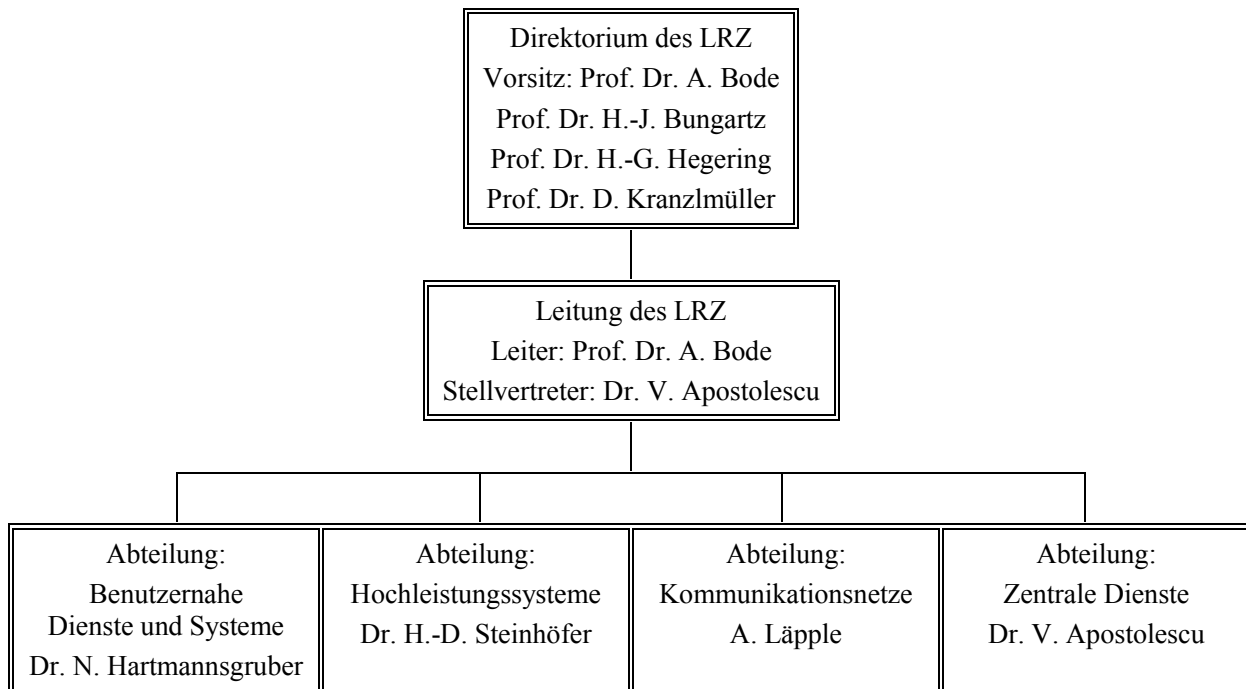 Direktorium des LRZ
Vorsitz: Prof. Dr. A. Bode
Prof. Dr. H.-J. Bungartz
Prof. Dr. H.-G. Hegering
Prof. Dr. D. Kranzlmüller
Leitung des LRZ
Leiter: Prof. Dr. A. Bode
Stellvertreter: Dr. V. Apostolescu
Abteilung:
Benutzernahe
Dienste und Systeme
Dr. N. Hartmannsgruber
Abteilung:
Hochleistungssysteme
Dr. H.-D. Steinhöfer
Abteilung:
Kommunikationsnetze
A. Läpple
Abteilung:
Zentrale Dienste
Dr. V. Apostolescu